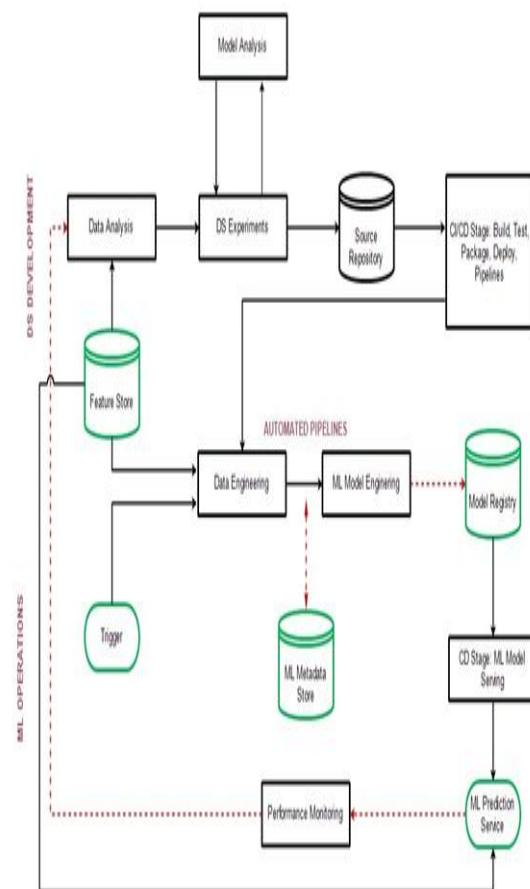 Model Analysis
DS DEVELOPMENT
Data Analysis
DS Experiments
Source
Repository
CI/CD Stage: Build, Test,
Package, Deploy,
Pipelines
Feature Store
AUTOMATED PIPELINES
Data Engineering
ML Model Enginering
Model Registry
ML OPERATIONS
Trigger
ML Metadata
Store
CD Stage: ML Model
Serving
Performance Monitoring
ML Prediction
Service